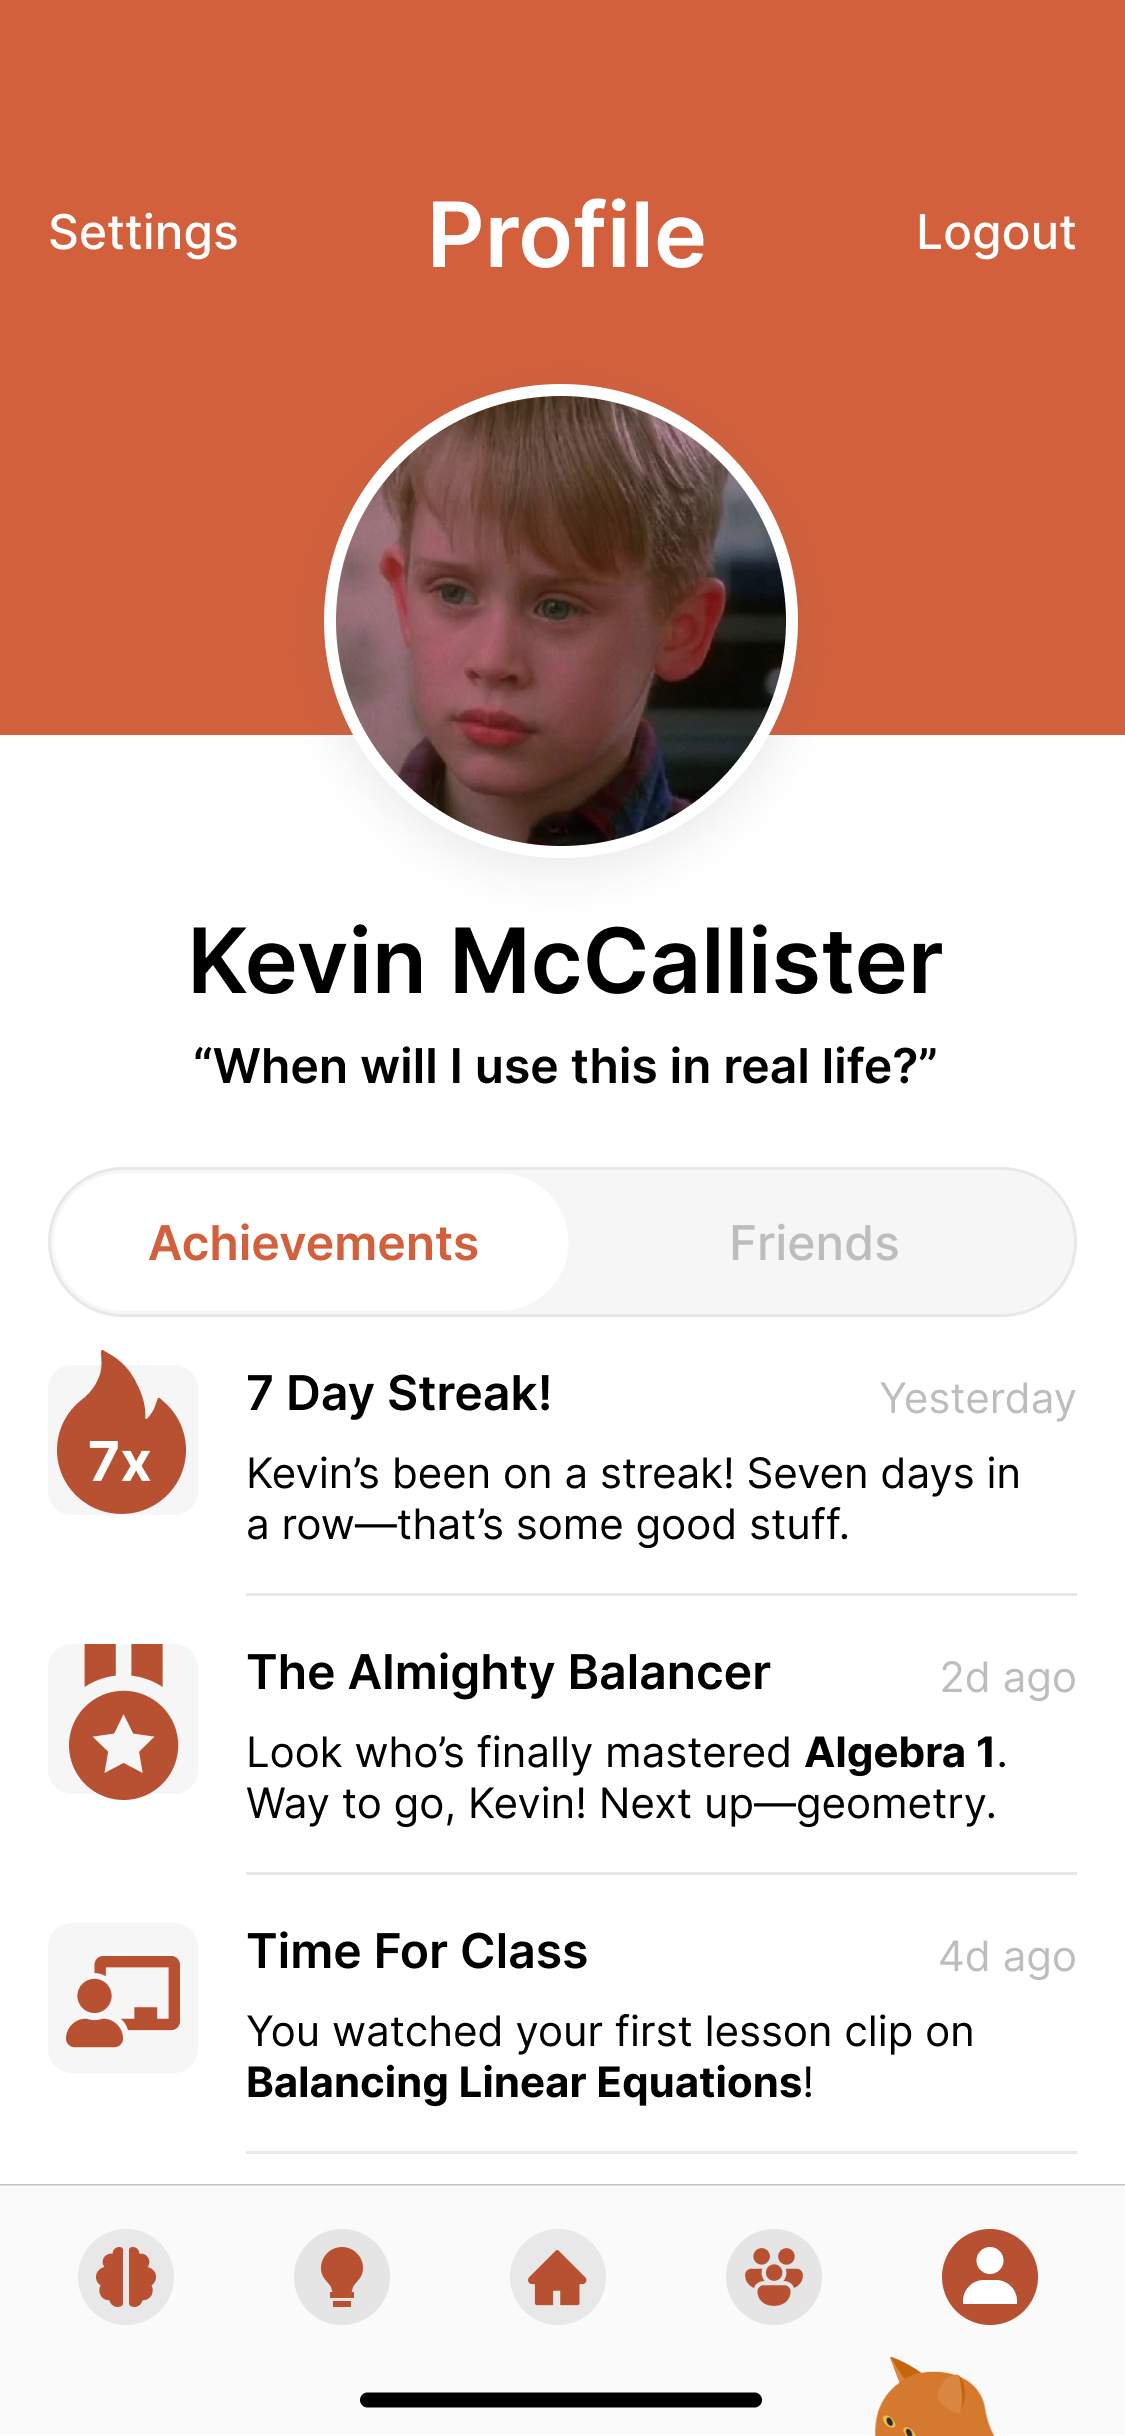 Settings
Profile
Logout
Kevin McCallister
“When will I use this in real life?”
Achievements
Friends
7x
7 Day Streak!
Yesterday
Kevin’s been on a streak! Seven days in
a row—that’s some good stuff.
The Almighty Balancer
2d ago
Look who’s finally mastered Algebra 1.
Way to go, Kevin! Next up—geometry.
Time For Class
4d ago
You watched your first lesson clip on
Balancing Linear Equations!